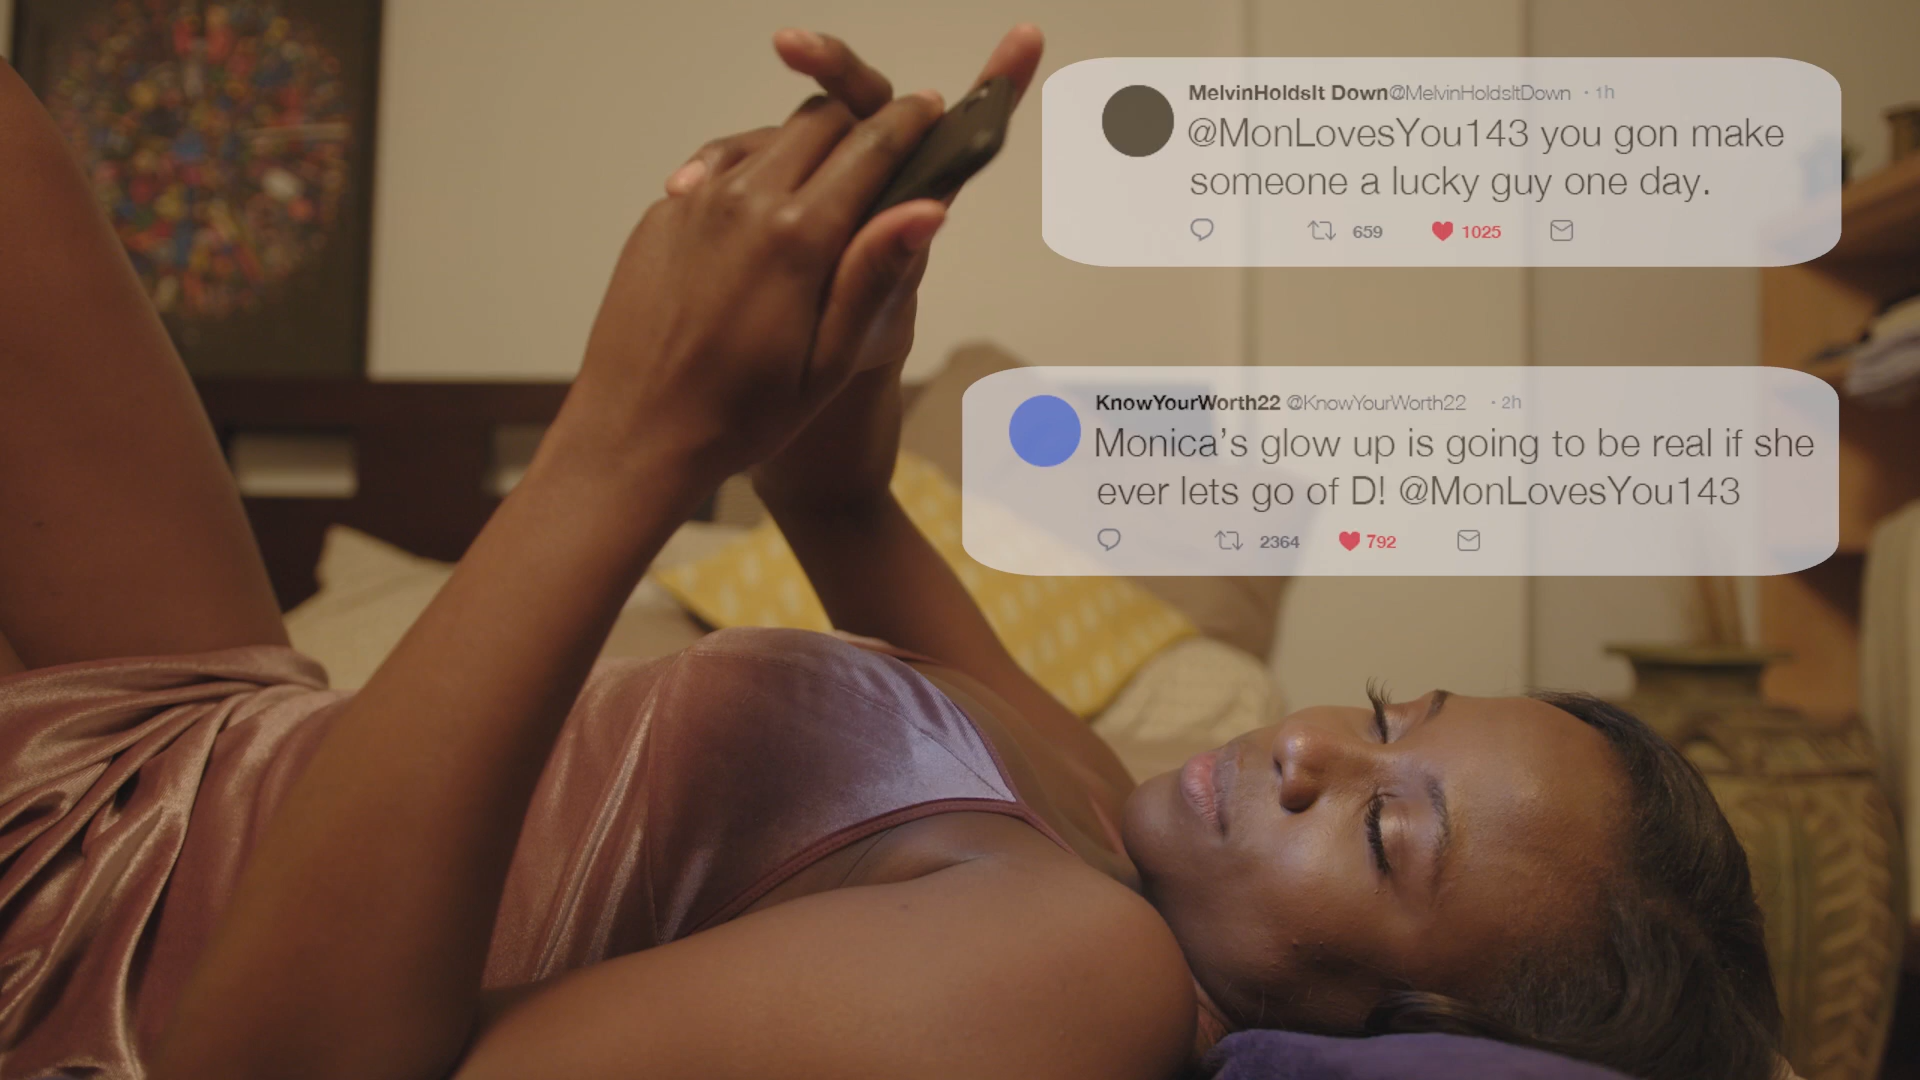 MelvinHoldsIt Down@MelvinHoldsItDown · 1h
@MonLovesYou143 you gon make
someone a lucky guy one day.
659 1025
KnowYourWorth22 @KnowYourWorth22 · 2h
Monica’s glow up is going to be real if she
ever lets go of D! @MonLovesYou143
2364 792